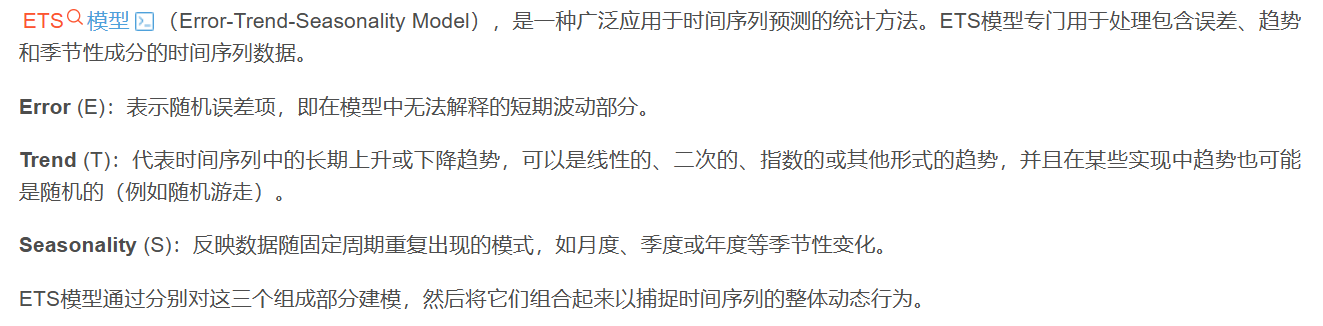 ETS模型（Error-Trend-Seasonality Model），是一种广泛应用于时间序列预测的统计方法。ETS模型专门用于处理包含误差、趋势
和季节性成分的时间序列数据。
Error (E)：表示随机误差项，即在模型中无法解释的短期波动部分。
Trend (T)：代表时间序列中的长期上升或下降趋势，可以是线性的、二次的、指数的或其他形式的趋势，并且在某些实现中趋势也可能
是随机的（例如随机游走）。
Seasonality (S)：反映数据随固定周期重复出现的模式，如月度、季度或年度等季节性变化。
ETS模型通过分别对这三个组成部分建模，然后将它们组合起来以捕捉时间序列的整体动态行为。